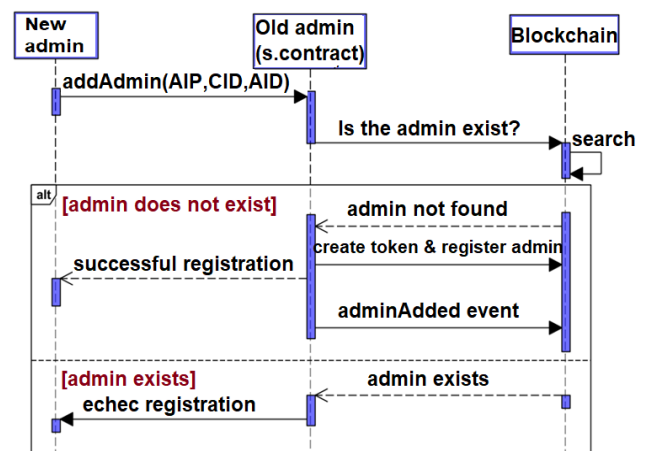 New
admin
Old admin
(s.contract)
Blockchain
addAdmin(AIP,CID,AID)
Is the admin exist?
search
alt
[admin does not exist]
admin not found
create token & register admin
successful registration
adminAdded event
[admin exists]
admin exists
echec registration